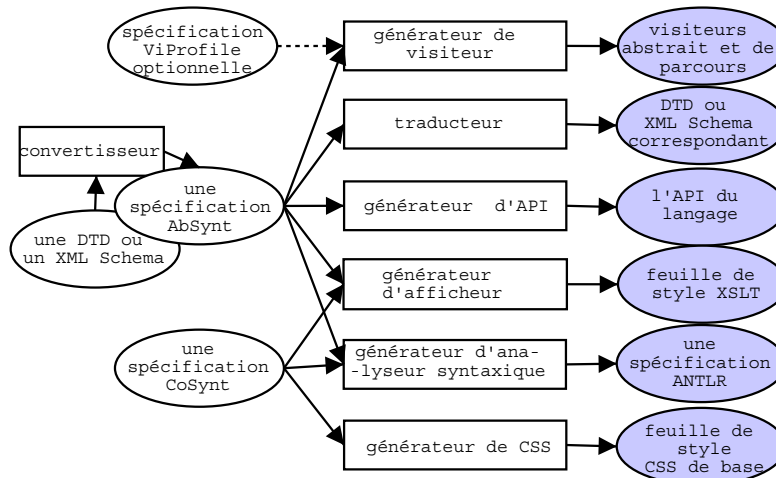 spécification
ViProfile
optionnelle
générateur de
visiteur
visiteurs
abstrait et de
parcours
traducteur
DTD ou
XML Schema
correspondant
convertisseur
une
spécification
AbSynt
générateur d'API
l'API du
langage
une DTD ou
un XML Schema
générateur
d'afficheur
feuille de
style XSLT
une
spécification
CoSynt
générateur d'ana-
-lyseur syntaxique
une
spécification
ANTLR
générateur de CSS
feuille de
style
CSS de base